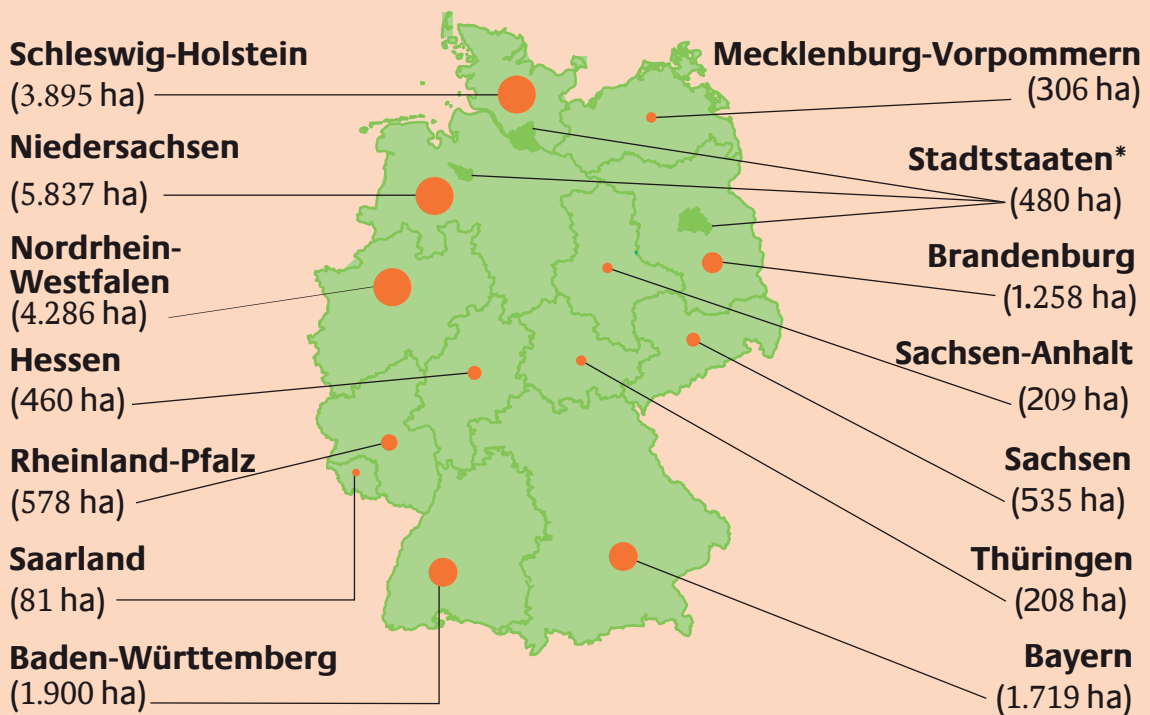 Schleswig-Holstein
(3.895 ha)
Niedersachsen
(5.837 ha)
Nordrhein-
Westfalen
(4.286 ha)
Hessen
(460 ha)
Rheinland-Pfalz
(578 ha)
Saarland
(81 ha)
Baden-Württemberg
(1.900 ha)
Mecklenburg-Vorpommern
(306 ha)
Stadtstaaten*
(480 ha)
Brandenburg
(1.258 ha)
Sachsen-Anhalt
(209 ha)
Sachsen
(535 ha)
Thüringen
(208 ha)
Bayern
(1.719 ha)